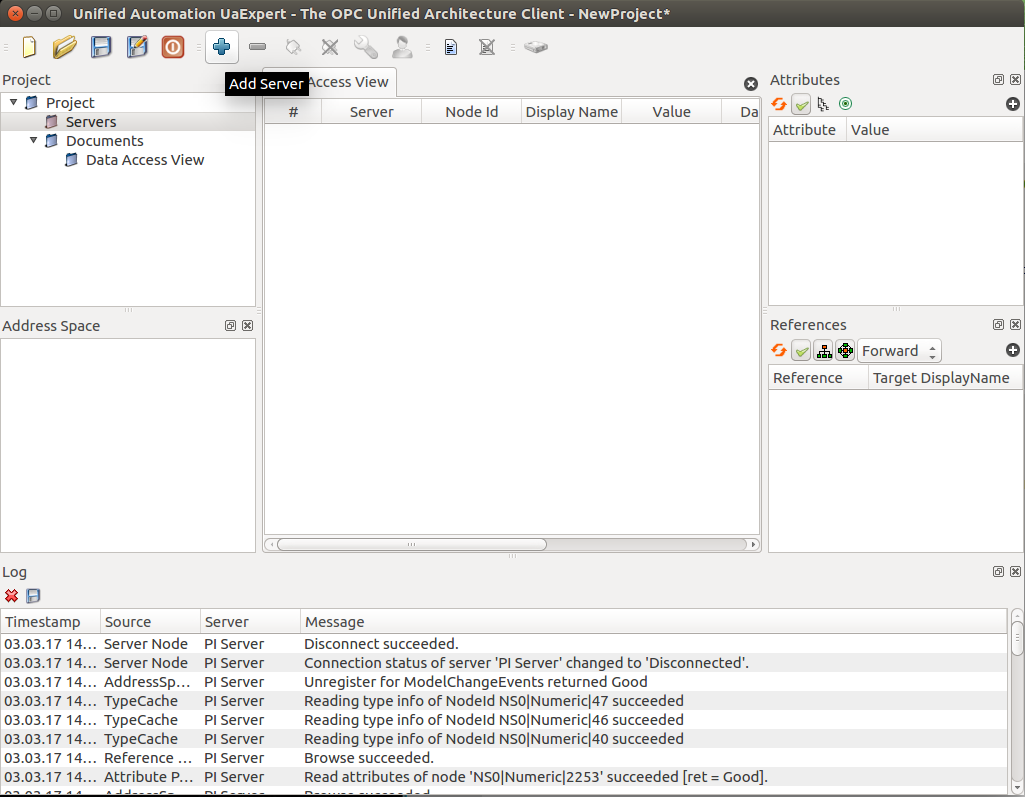 Unified Automation UaExpert - The OPC Unified Architecture Client - NewProject*
Project
Add Server
Access View
Attributes
Project
Servers
Documents
Data Access View
# Server Node Id Display Name Value Da
Attribute Value
Address Space
References
Forward
Reference Target DisplayName
Log
Timestamp Source Server Message
03.03.17 14... Server Node PI Server Disconnect succeeded.
03.03.17 14... Server Node PI Server Connection status of server 'PI Server' changed to 'Disconnected'.
03.03.17 14... AddressSp... PI Server Unregister for ModelChangeEvents returned Good
03.03.17 14... TypeCache PI Server Reading type info of NodeId NS0|Numeric|47 succeeded
03.03.17 14... TypeCache PI Server Reading type info of NodeId NS0|Numeric|46 succeeded
03.03.17 14... TypeCache PI Server Reading type info of NodeId NS0|Numeric|40 succeeded
03.03.17 14... Reference ... PI Server Browse succeeded.
03.03.17 14... Attribute P... PI Server Read attributes of node 'NS0|Numeric|2253' succeeded [ret = Good].